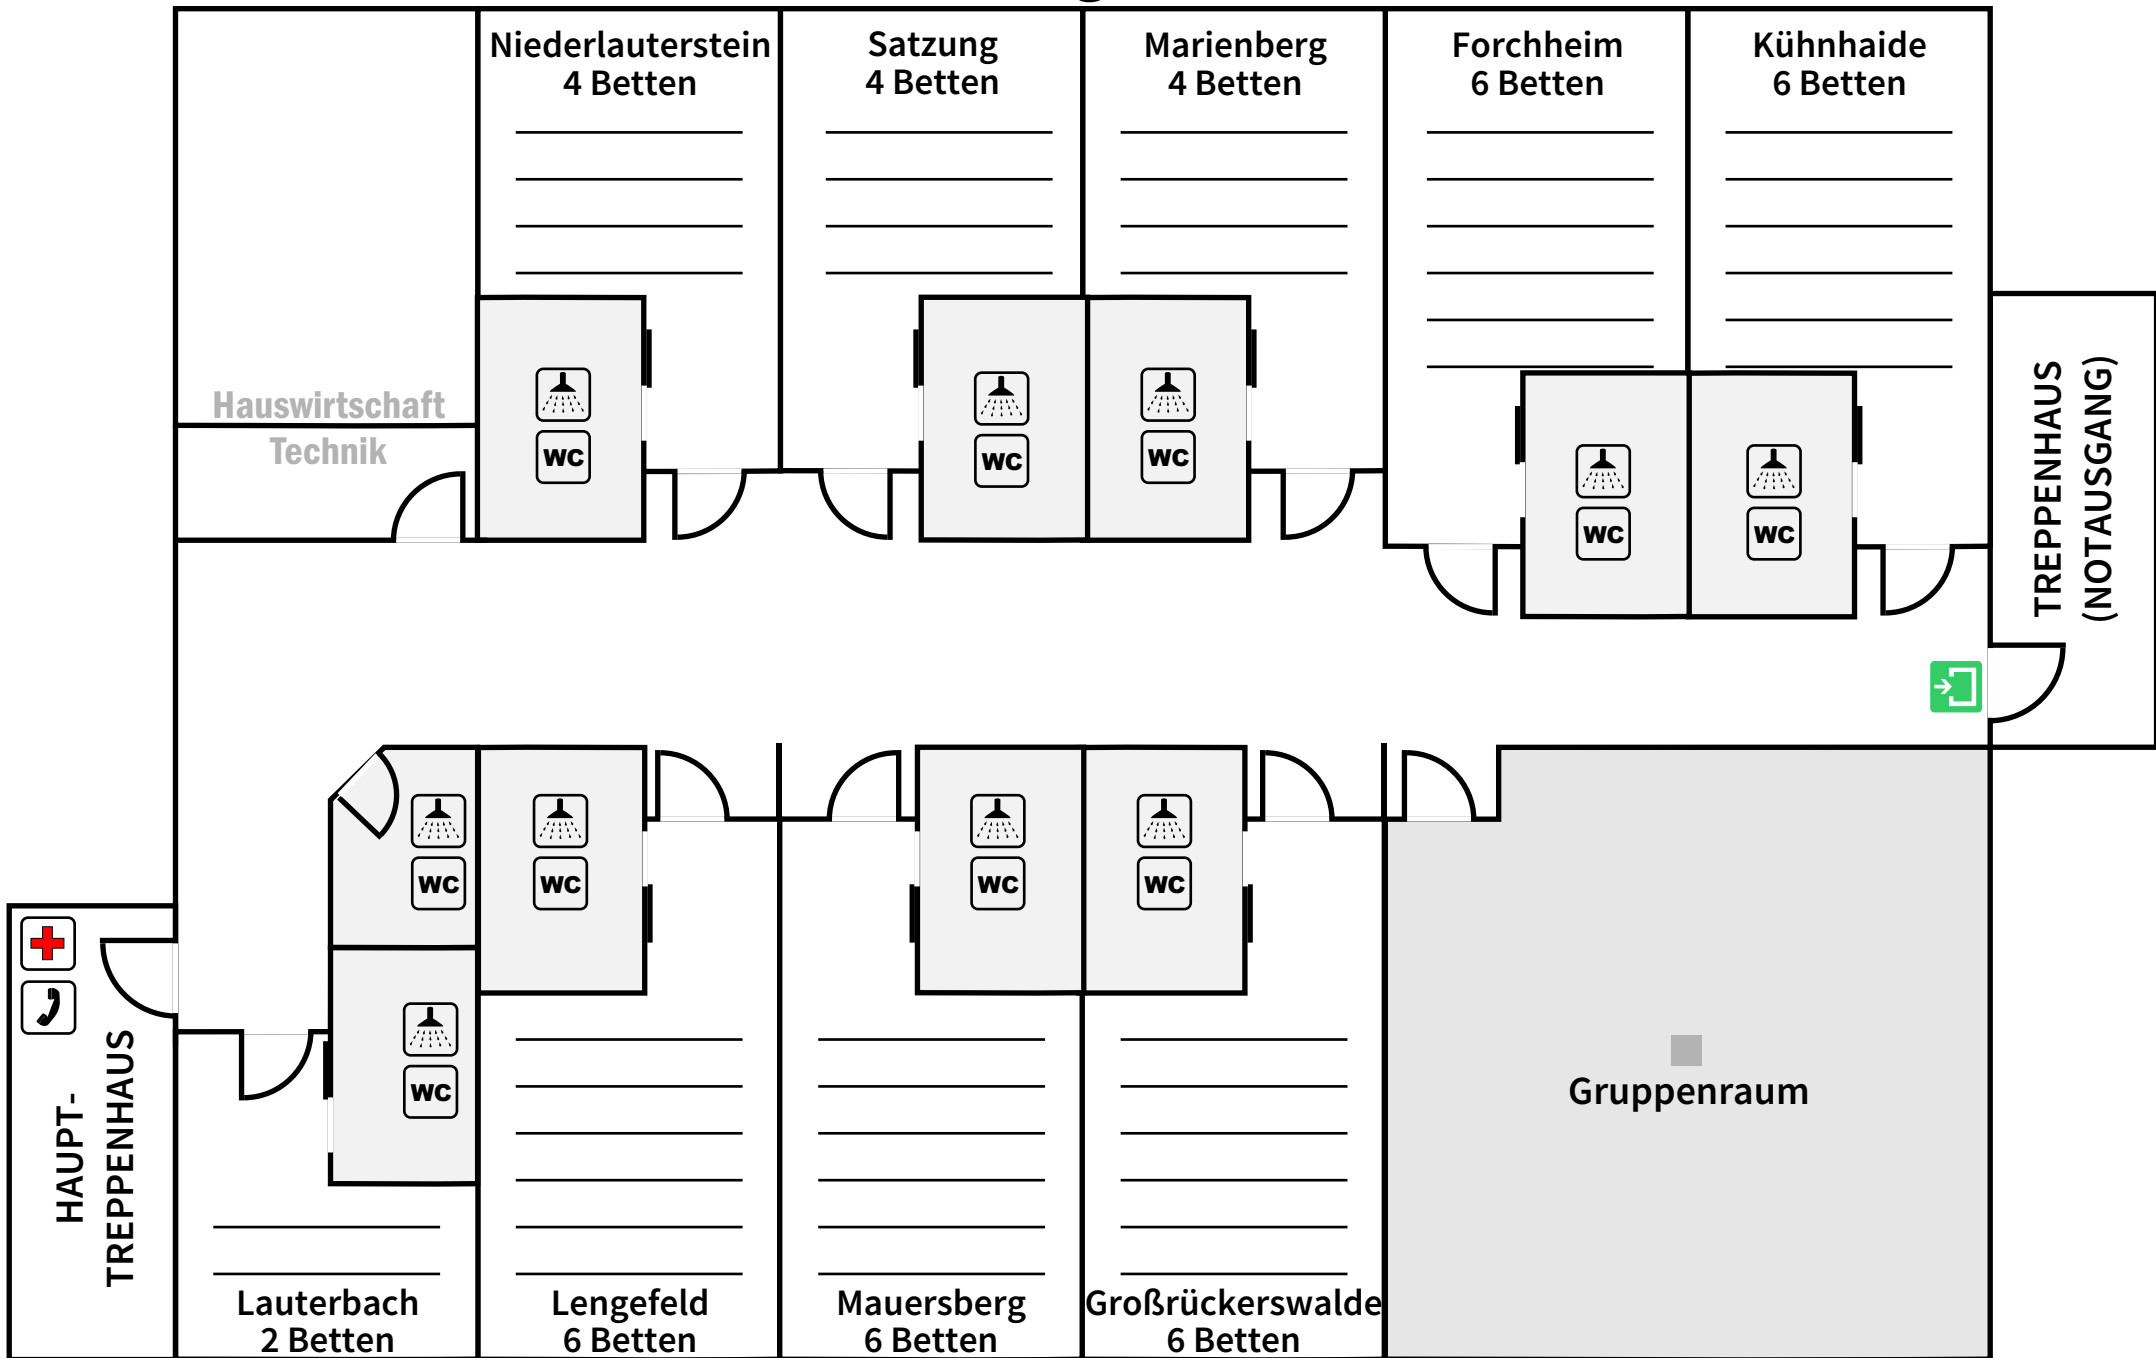 Niederlauterstein
4 Betten
Satzung
4 Betten
Marienberg
4 Betten
Forchheim
6 Betten
Kühnhaide
6 Betten
Hauswirtschaft
Technik
WC
WC
WC
WC
WC
TREPPENHAUS
(NOTAUSGANG)
WC
WC
WC
WC
WC
HAUPT-
TREPPENHAUS
Gruppenraum
Lauterbach
2 Betten
Lengefeld
6 Betten
Mauersberg
6 Betten
Großrückerswalde
6 Betten